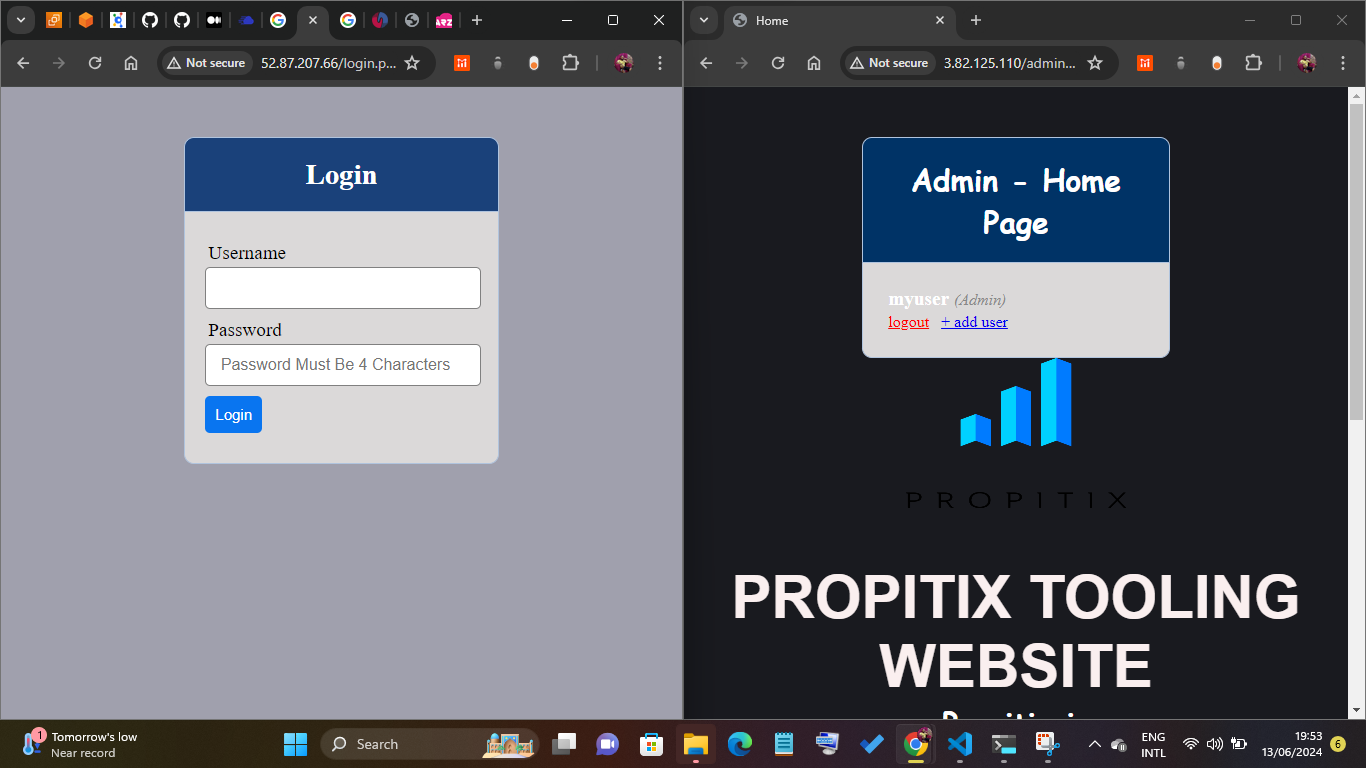 ARZ
Not secure
52.87.207.66/login.p...
Login
Username
Password
Password Must Be 4 Characters
Login
Home
Not secure
3.82.125.110/admin...
Admin - Home
Page
myuser (Admin)
logout + add user
PROPITIX
PROPITIX TOOLING
WEBSITE
1
Tomorrow's low
Near record
Search
ENG
INTL
19:53
13/06/2024
6